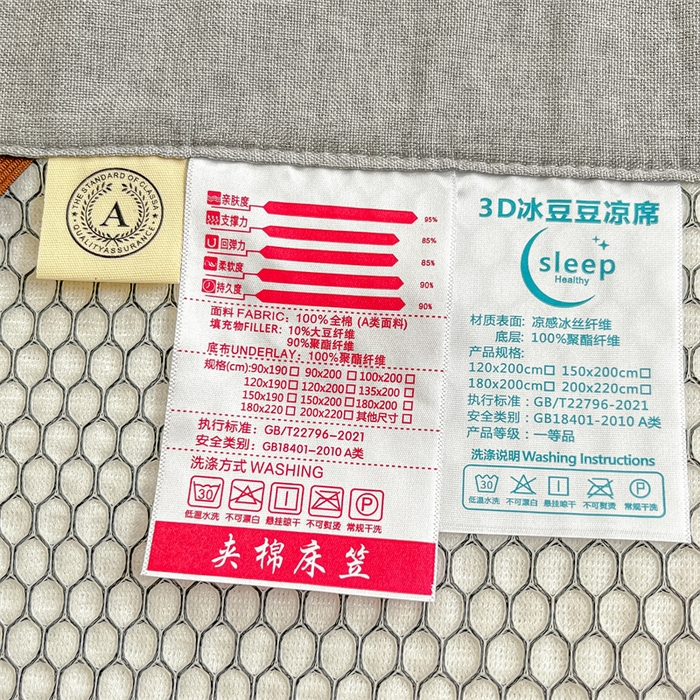 THE STANDARD OF CLASSA
A
QUALITYASSURANCE
亲肤度 95%
支撑力 85%
回弹力 85%
柔软度 90%
持久度 90%
面料 FABRIC: 100%全棉 (A类面料)
填充物FILLER: 10%大豆纤维
90%聚酯纤维
底布UNDERLAY: 100%聚酯纤维
规格(cm):90x190□ 90x200□ 100x200□
120x190□ 120x200□ 135x200□
150x190□ 150x200□ 180x200□
180x220□ 200x220□ 其他尺寸□
执行标准: GB/T22796-2021
安全类别: GB18401-2010 A类
洗涤方式 WASHING
30 P
低温水洗 不可漂白 悬挂晾干 不可熨烫 常规干洗
夹棉床笠
3D冰豆豆凉席
sleep
Healthy
材质表面: 凉感冰丝纤维
底层: 100%聚酯纤维
产品规格:
120x200cm□ 150x200cm□
180x200cm□ 200x220cm□
执行标准: GB/T22796-2021
安全类别: GB18401-2010 A类
产品等级: 一等品
洗涤说明 Washing Instructions
30 P
低温水洗 不可漂白 悬挂晾干 不可熨烫 常规干洗